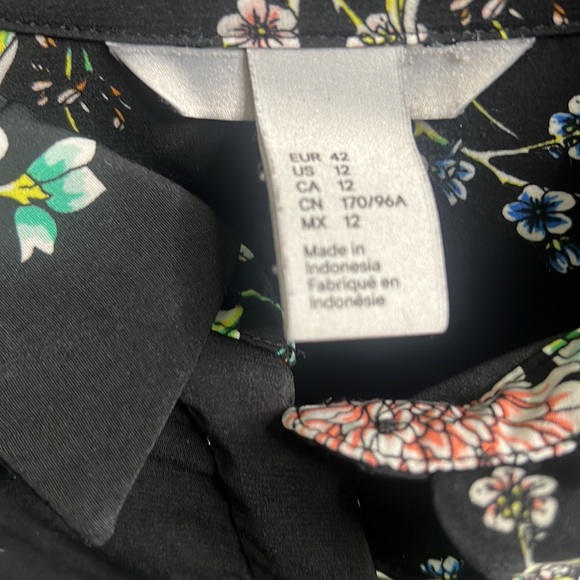 EUR 42
US 12
CA 12
CN 170/96A
MX 12
Made in
Indonesia
Fabriqué en
Indonésie